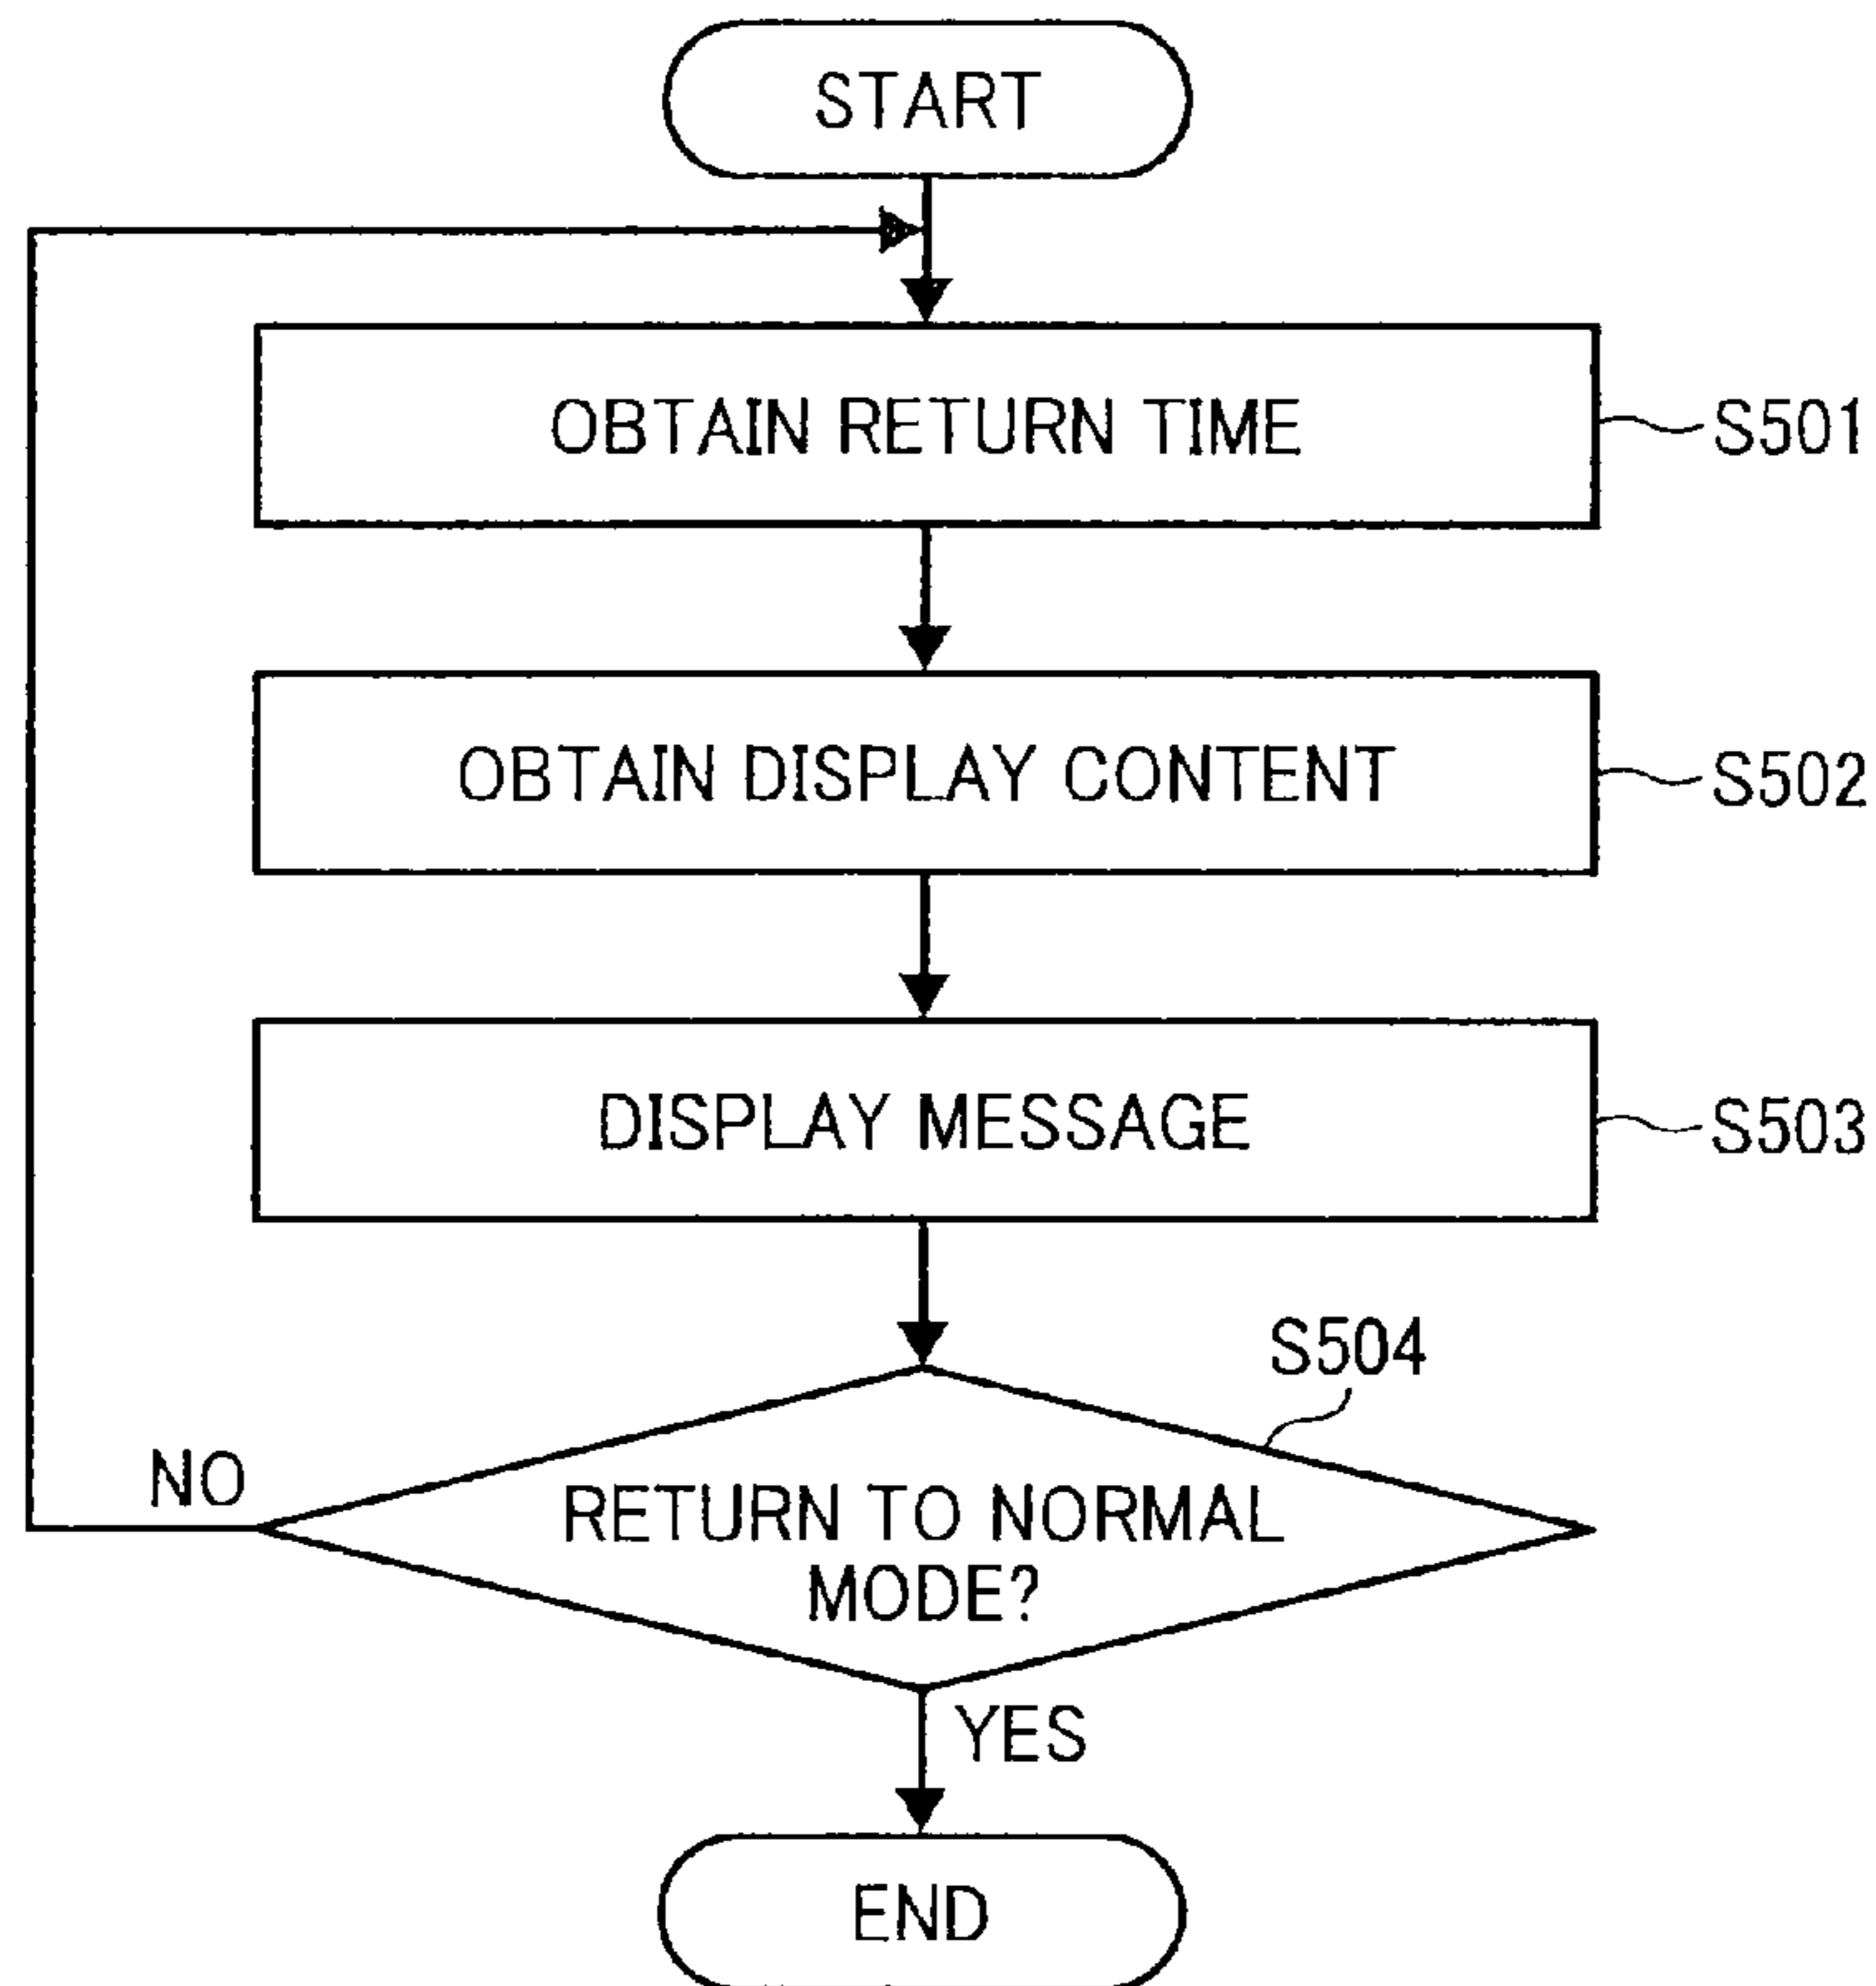 START
OBTAIN RETURN TIME
S501
OBTAIN DISPLAY CONTENT
S502
DISPLAY MESSAGE
S503
S504
NO
RETURN TO NORMAL
MODE?
YES
END